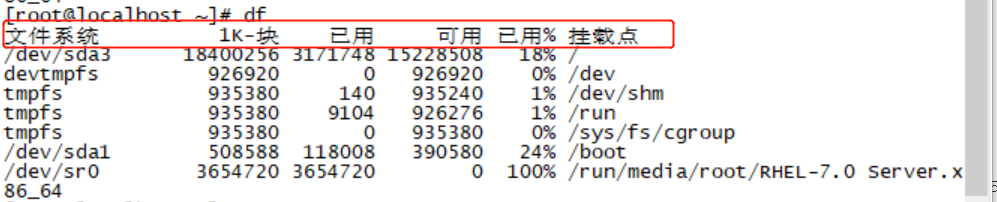 [root@localhost ~]# df
文件系统 1K-块 已用 可用 已用% 挂载点
/dev/sda3 18400256 3171748 15228508 18% /
devtmpfs 926920 0 926920 0% /dev
tmpfs 935380 140 935240 1% /dev/shm
tmpfs 935380 9104 926276 1% /run
tmpfs 935380 0 935380 0% /sys/fs/cgroup
/dev/sda1 508588 118008 390580 24% /boot
/dev/sr0 3654720 3654720 0 100% /run/media/root/RHEL-7.0 Server.x
86_64